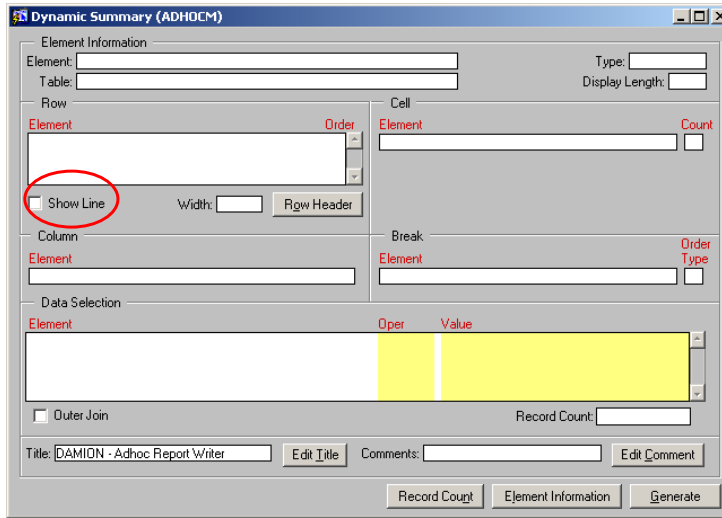 Dynamic Summary (ADHOCM)
Element Information
Element: Type:
Table: Display Length:
Row
Element Order
Show Line Width: Row Header
Cell
Element Count
Column
Element
Break
Element Order Type
Data Selection
Element Oper Value
Outer Join Record Count:
Title: DAMION - Adhoc Report Writer Edit Title Comments: Edit Comment
Record Count Element Information Generate